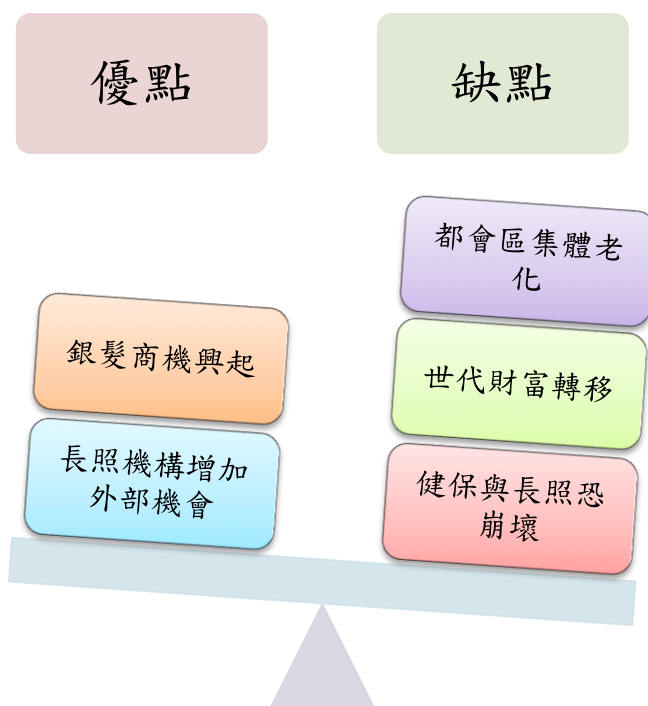 優點
缺點
銀髮商機興起
長照機構增加
外部機會
都會區集體老
化
世代財富轉移
健保與長照恐
崩壞